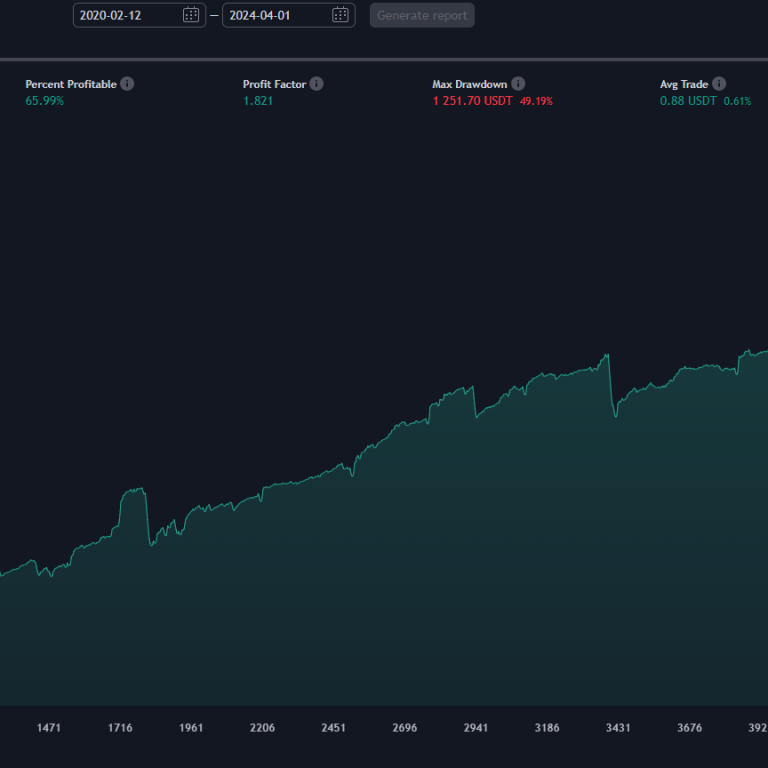 2020-02-12 — 2024-04-01 Generate report
Percent Profitable Profit Factor Max Drawdown Avg Trade
65.99% 1.821 1 251.70 USDT 49.19% 0.88 USDT 0.61%
1471 1716 1961 2206 2451 2696 2941 3186 3431 3676 392